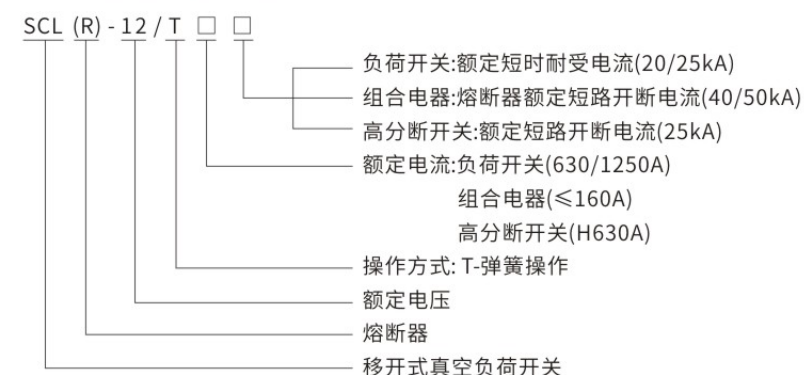 SCL (R) - 12 / T □ □
负荷开关:额定短时耐受电流(20/25kA)
组合电器:熔断器额定短路开断电流(40/50kA)
高分断开关:额定短路开断电流(25kA)
额定电流:负荷开关(630/1250A)
组合电器(≤160A)
高分断开关(H630A)
操作方式: T-弹簧操作
额定电压
熔断器
移开式真空负荷开关